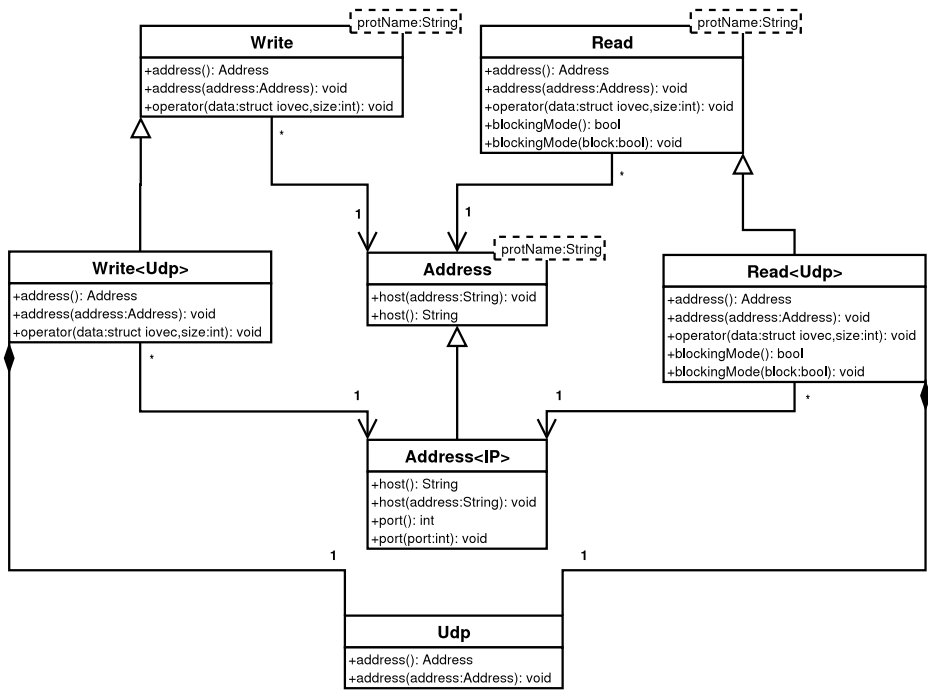 protName:String
Write
+address(): Address
+address(address:Address): void
+operator(data:struct iovec,size:int): void
protName:String
Read
+address(): Address
+address(address:Address): void
+operator(data:struct iovec,size:int): void
+blockingMode(): bool
+blockingMode(block:bool): void
*
*
1
1
protName:String
Write<Udp>
+address(): Address
+address(address:Address): void
+operator(data:struct iovec,size:int): void
Address
+host(address:String): void
+host(): String
Read<Udp>
+address(): Address
+address(address:Address): void
+operator(data:struct iovec,size:int): void
+blockingMode(): bool
+blockingMode(block:bool): void
*
1
1
*
Address<IP>
+host(): String
+host(address:String): void
+port(): int
+port(port:int): void
1
1
Udp
+address(): Address
+address(address:Address): void